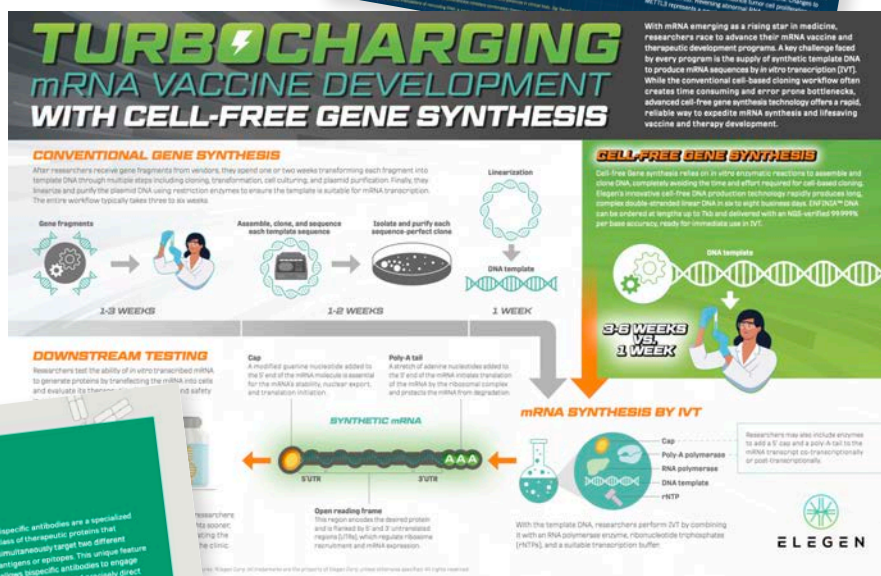 TURBOCHARGING
mRNA VACCINE DEVELOPMENT
WITH CELL-FREE GENE SYNTHESIS
With mRNA emerging as a rising star in medicine,
researchers race to advance their mRNA vaccine and
therapeutic development programs. A key challenge faced
by every program is the supply of synthetic template DNA
to produce mRNA sequences by in vitro transcription (IVT).
While the conventional cell-based cloning workflow often
creates time consuming and error prone bottlenecks,
advanced cell-free gene synthesis technology offers a rapid,
reliable way to expedite mRNA synthesis and lifesaving
vaccine and therapy development.
CONVENTIONAL GENE SYNTHESIS
After researchers receive gene fragments from vendors, they spend one or two weeks transforming each fragment into
template DNA through multiple steps including cloning, transformation, cell culturing, and plasmid purification. Finally, they
linearize and purify the plasmid DNA using restriction enzymes to ensure the template is suitable for mRNA transcription.
The entire workflow typically takes three to six weeks.
Gene fragments
Assemble, clone, and sequence
each template sequence
Isolate and purify each
sequence-perfect clone
Linearization
DNA template
1-3 WEEKS
1-2 WEEKS
1 WEEK
CELL-FREE GENE SYNTHESIS
Cell-free Gene synthesis relies on in vitro enzymatic reactions to assemble and
clone DNA, completely avoiding the time and effort required for cell-based cloning.
Elegen's innovative cell-free DNA production technology rapidly produces long,
complex double-stranded linear DNA in six to eight business days. ENFINIA™ DNA
can be ordered at lengths up to 7kb and delivered with an NGS-verified 99.999%
per base accuracy, ready for immediate use in IVT.
DNA template
3-6 WEEKS
VS.
1 WEEK
DOWNSTREAM TESTING
Researchers test the ability of in vitro transcribed mRNA
to generate proteins by transfecting the mRNA into cells
and evaluate its and safety
Cap
A modified guanine nucleotide added to
the 5' end of the mRNA molecule is essential
for the mRNA's stability, nuclear export,
and translation initiation.
Poly-A tail
A stretch of adenine nucleotides added to
the 5' end of the mRNA initiates translation
of the mRNA by the ribosomal complex
and protects the mRNA from degradation.
SYNTHETIC mRNA
AAA
5'UTR
3'UTR
Open reading frame
This region encodes the desired protein
and is flanked by 5' and 3' untranslated
regions (UTRs), which regulate ribosome
recruitment and mRNA expression.
mRNA SYNTHESIS BY IVT
Cap
Poly-A polymerase
RNA polymerase
DNA template
rNTP
Researchers may also include enzymes
to add a 5' cap and a poly-A tail to the
mRNA transcript co-transcriptionally
or post-transcriptionally.
With the template DNA, researchers perform IVT by combining
it with an RNA polymerase enzyme, ribonucleotide triphosphates
(rNTPs), and a suitable transcription buffer.
ELEGEN
researchers
sooner,
the clinic
bispecific antibodies are a specialized
class of therapeutic proteins that
simultaneously target two different
antigens or epitopes. This unique feature
allows bispecific antibodies to engage
precisely direct